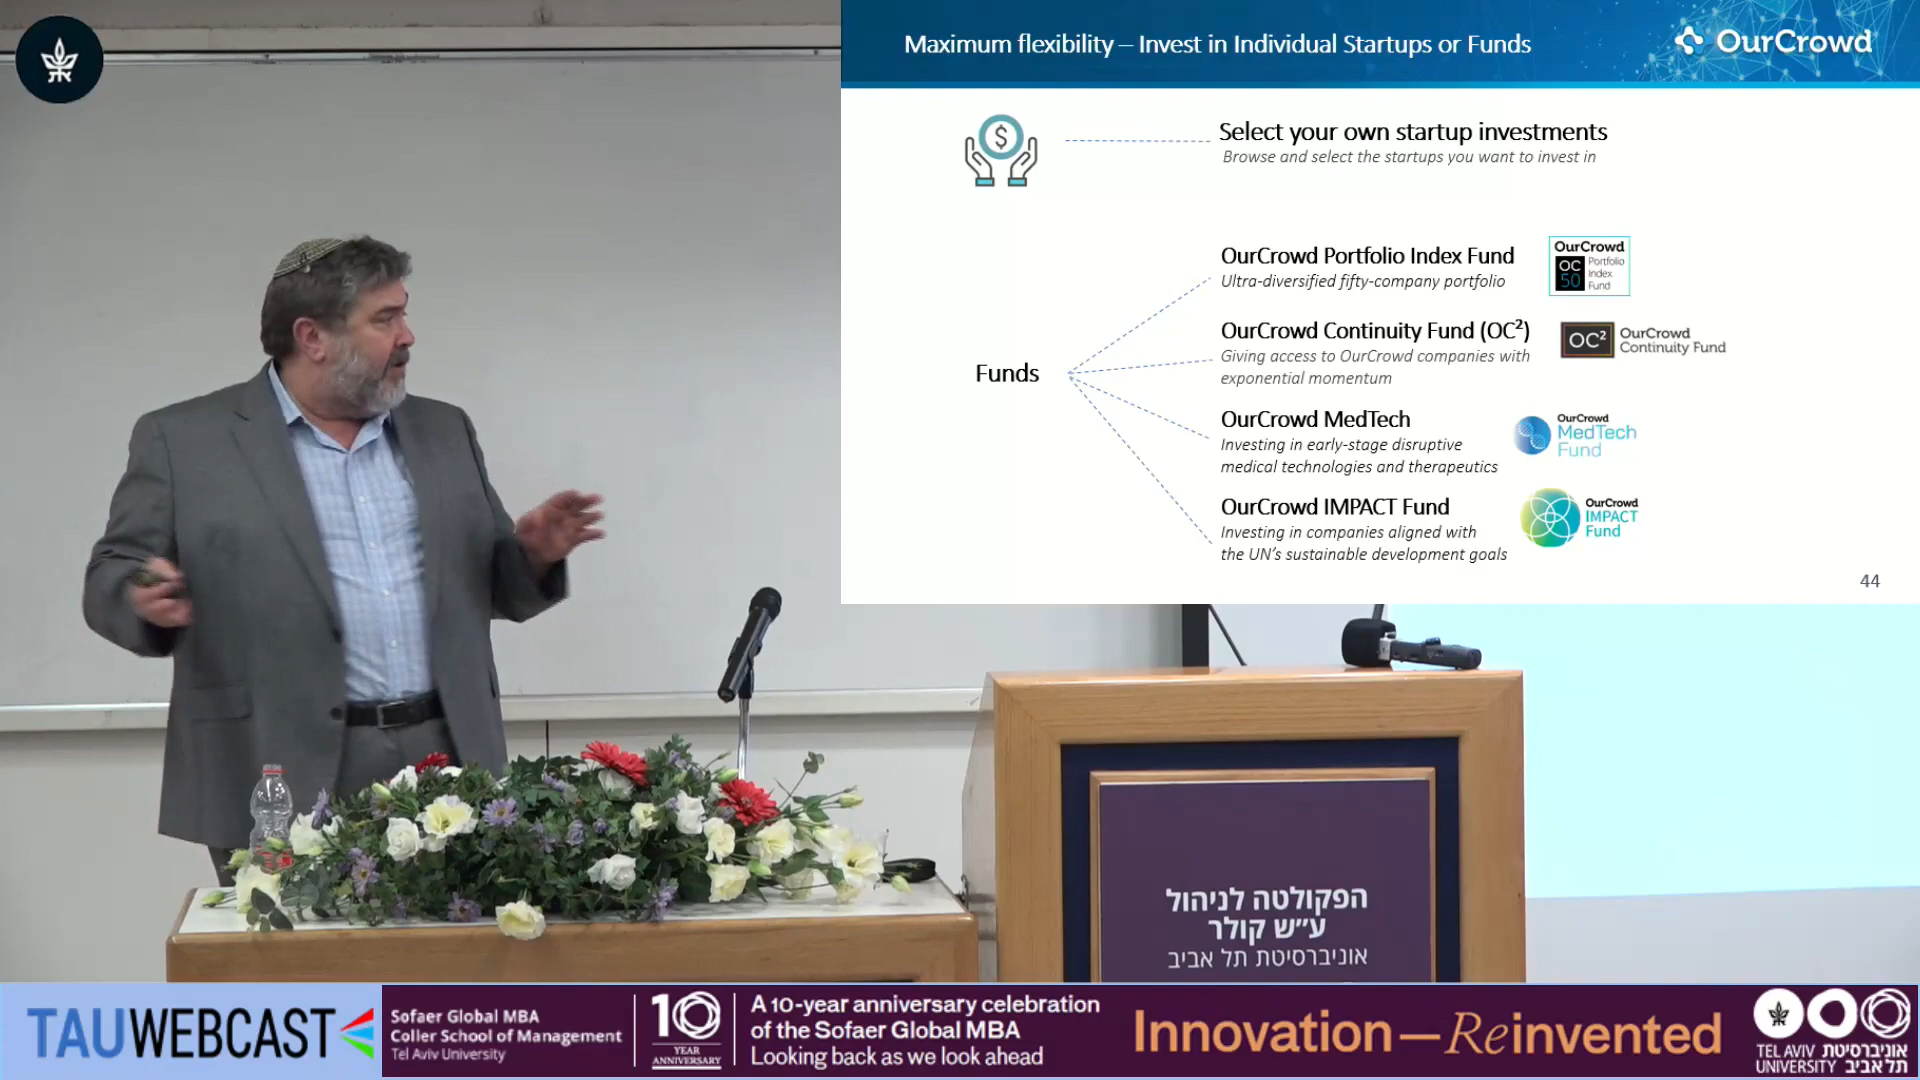 Maximum flexibility – Invest in Individual Startups or Funds
OurCrowd
$
Select your own startup investments
Browse and select the startups you want to invest in
Funds
OurCrowd Portfolio Index Fund
Ultra-diversified fifty-company portfolio
OurCrowd
OC
50
Portfolio
Index
Fund
OurCrowd Continuity Fund (OC²)
Giving access to OurCrowd companies with
exponential momentum
OC²
OurCrowd
Continuity Fund
OurCrowd MedTech
Investing in early-stage disruptive
medical technologies and therapeutics
OurCrowd
MedTech
Fund
OurCrowd IMPACT Fund
Investing in companies aligned with
the UN's sustainable development goals
OurCrowd
IMPACT
Fund
44
הפקולטה לניהול
ע״ש קולר
אוניברסיטת תל אביב
TAUWEBCAST
Sofaer Global MBA
Coller School of Management
Tel Aviv University
10
YEAR
ANNIVERSARY
A 10-year anniversary celebration
of the Sofaer Global MBA
Looking back as we look ahead
Innovation—Reinvented
TEL AVIV
UNIVERSITY
אוניברסיטת
תל אביב